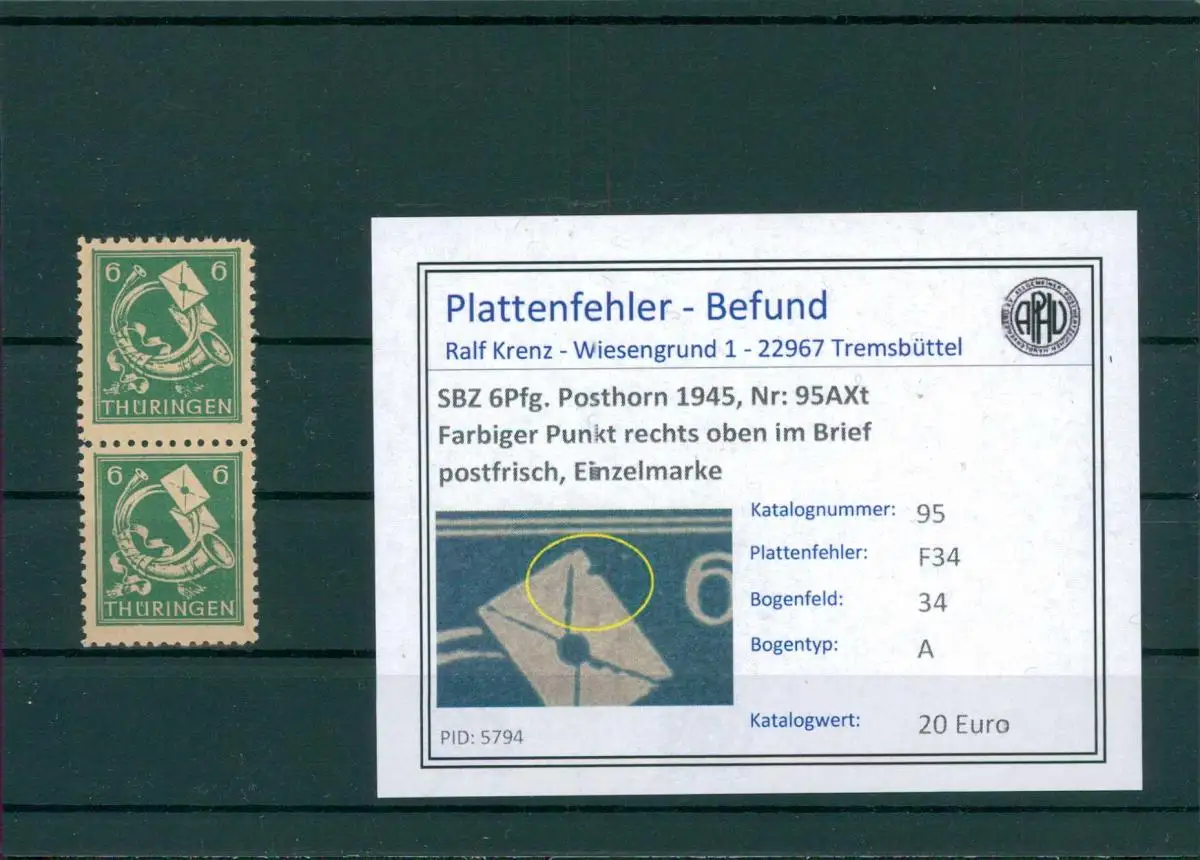 6 6
THÜRINGEN
6 6
THÜRINGEN
Plattenfehler - Befund
Ralf Krenz - Wiesengrund 1 - 22967 Tremsbüttel
APHV
SBZ 6Pfg. Posthorn 1945, Nr: 95AXt
Farbiger Punkt rechts oben im Brief
postfrisch, Einzelmarke
6
Katalognummer: 95
Plattenfehler: F34
Bogenfeld: 34
Bogentyp: A
Katalogwert: 20 Euro
PID: 5794